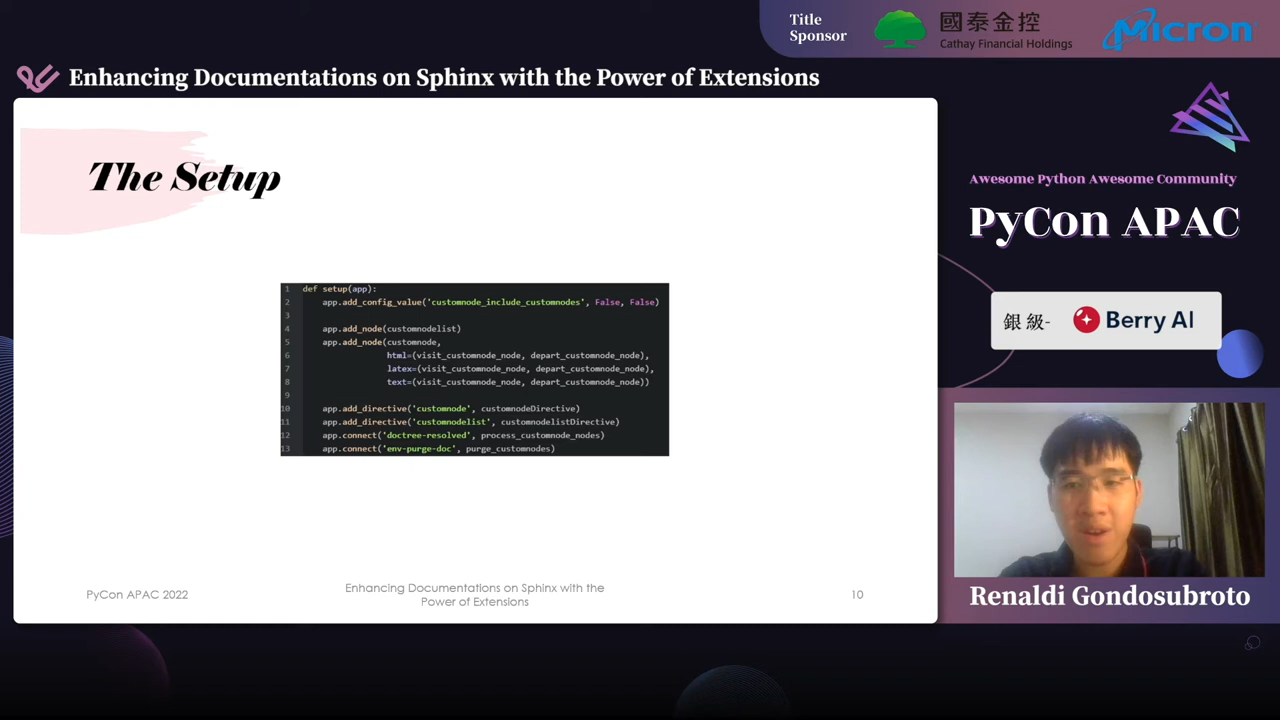 Title
Sponsor
國泰金控
Cathay Financial Holdings
Micron
Enhancing Documentations on Sphinx with the Power of Extensions
The Setup
1 def setup(app):
2 app.add_config_value('customnode_include_customnodes', False, False)
3
4 app.add_node(customnodelist)
5 app.add_node(customnode,
6 html=(visit_customnode_node, depart_customnode_node),
7 latex=(visit_customnode_node, depart_customnode_node),
8 text=(visit_customnode_node, depart_customnode_node))
9
10 app.add_directive('customnode', customnodeDirective)
11 app.add_directive('customnodelist', customnodelistDirective)
12 app.connect('doctree-resolved', process_customnode_nodes)
13 app.connect('env-purge-doc', purge_customnodes)
PyCon APAC 2022
Enhancing Documentations on Sphinx with the
Power of Extensions
10
Awesome Python Awesome Community
PyCon APAC
銀級-
Berry AI
Renaldi Gondosubroto